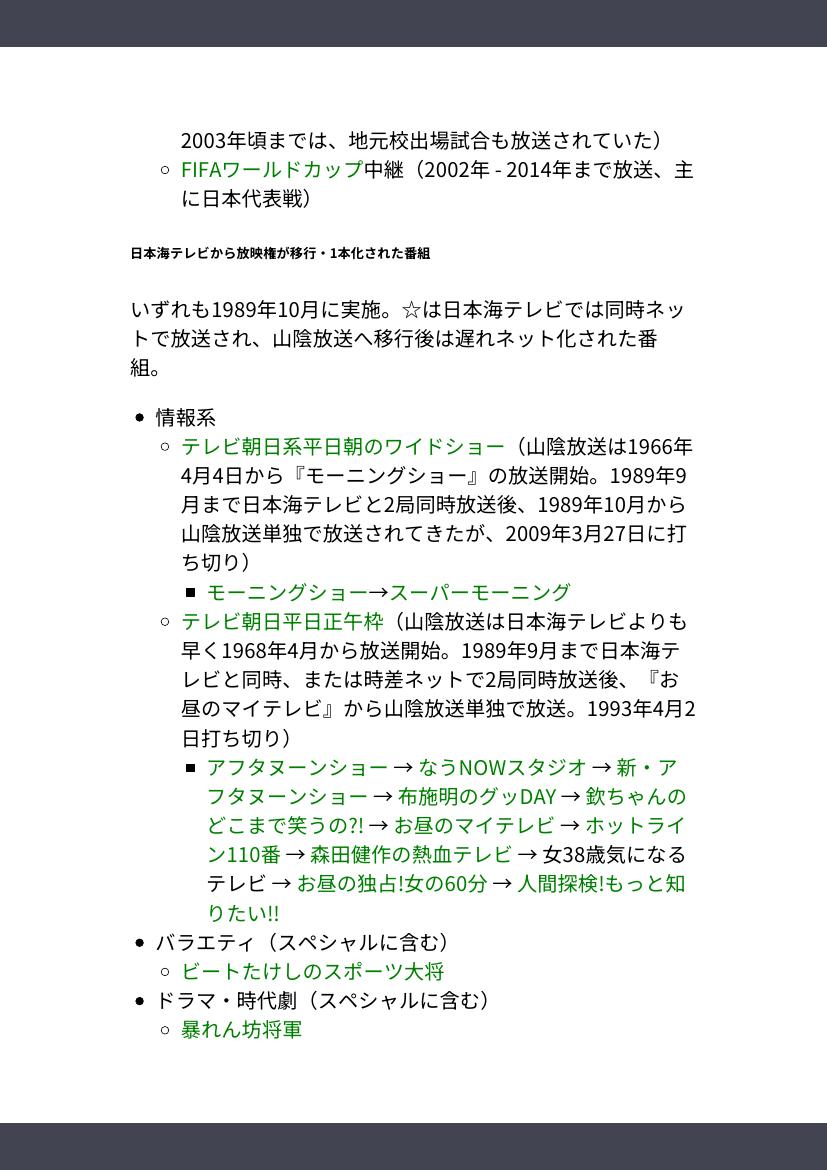 2003年頃までは、地元校出場試合も放送されていた）
FIFAワールドカップ中継（2002年 - 2014年まで放送、主
に日本代表戦）
日本海テレビから放映権が移行・1本化された番組
いずれも1989年10月に実施。☆は日本海テレビでは同時ネッ
トで放送され、山陰放送へ移行後は遅れネット化された番
組。
情報系
テレビ朝日系平日朝のワイドショー（山陰放送は1966年
4月4日から『モーニングショー』の放送開始。1989年9
月まで日本海テレビと2局同時放送後、1989年10月から
山陰放送単独で放送されてきたが、2009年3月27日に打
ち切り）
モーニングショー→スーパーモーニング
テレビ朝日平日正午枠（山陰放送は日本海テレビよりも
早く1968年4月から放送開始。1989年9月まで日本海テ
レビと同時、または時差ネットで2局同時放送後、『お
昼のマイテレビ』から山陰放送単独で放送。1993年4月2
日打ち切り）
アフタヌーンショー → なうNOWスタジオ → 新・ア
フタヌーンショー → 布施明のグッDAY → 欽ちゃんの
どこまで笑うの?! → お昼のマイテレビ → ホットライ
ン110番 → 森田健作の熱血テレビ → 女38歳気になる
テレビ → お昼の独占!女の60分 → 人間探検!もっと知
りたい!!
バラエティ（スペシャルに含む）
ビートたけしのスポーツ大将
ドラマ・時代劇（スペシャルに含む）
暴れん坊将軍